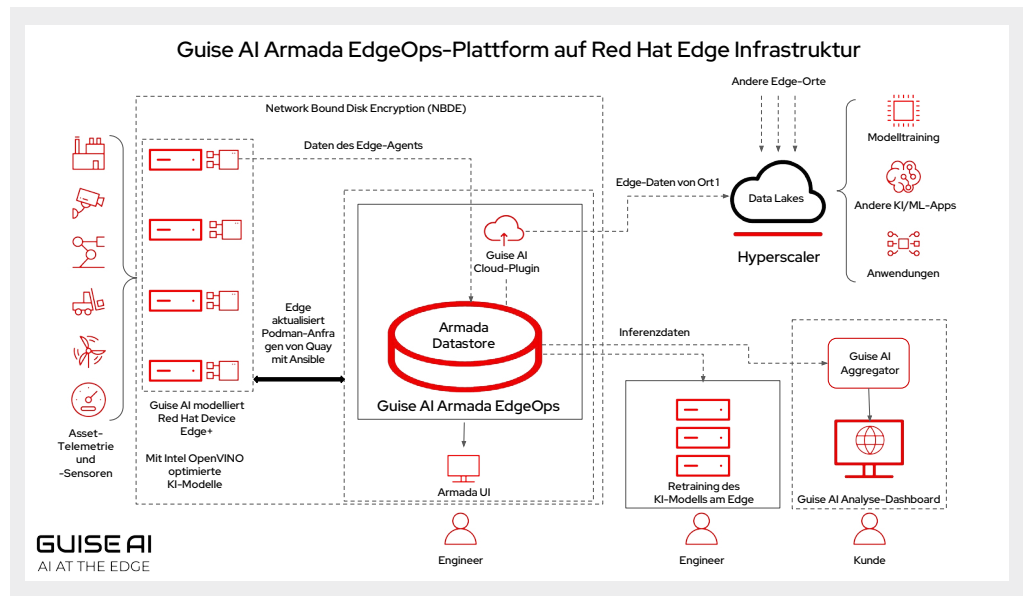 Guise AI Armada EdgeOps-Plattform auf Red Hat Edge Infrastruktur
Network Bound Disk Encryption (NBDE)
Andere Edge-Orte
Daten des Edge-Agents
Edge-Daten von Ort 1
Data Lakes
Hyperscaler
Modelltraining
Andere KI/ML-Apps
Anwendungen
Guise AI
Cloud-Plugin
Edge
aktualisiert
Podman-Anfra
gen von Quay
mit Ansible
Armada
Datastore
Guise AI Armada EdgeOps
Inferenzdaten
Guise AI
Aggregator
Asset-
Telemetrie
und
-Sensoren
Guise AI modelliert
Red Hat Device
Edge+
Mit Intel OpenVINO
optimierte
KI-Modelle
Armada UI
Retraining des
KI-Modells am Edge
Guise AI Analyse-Dashboard
Engineer
Engineer
Kunde
GUISE AI
AI AT THE EDGE